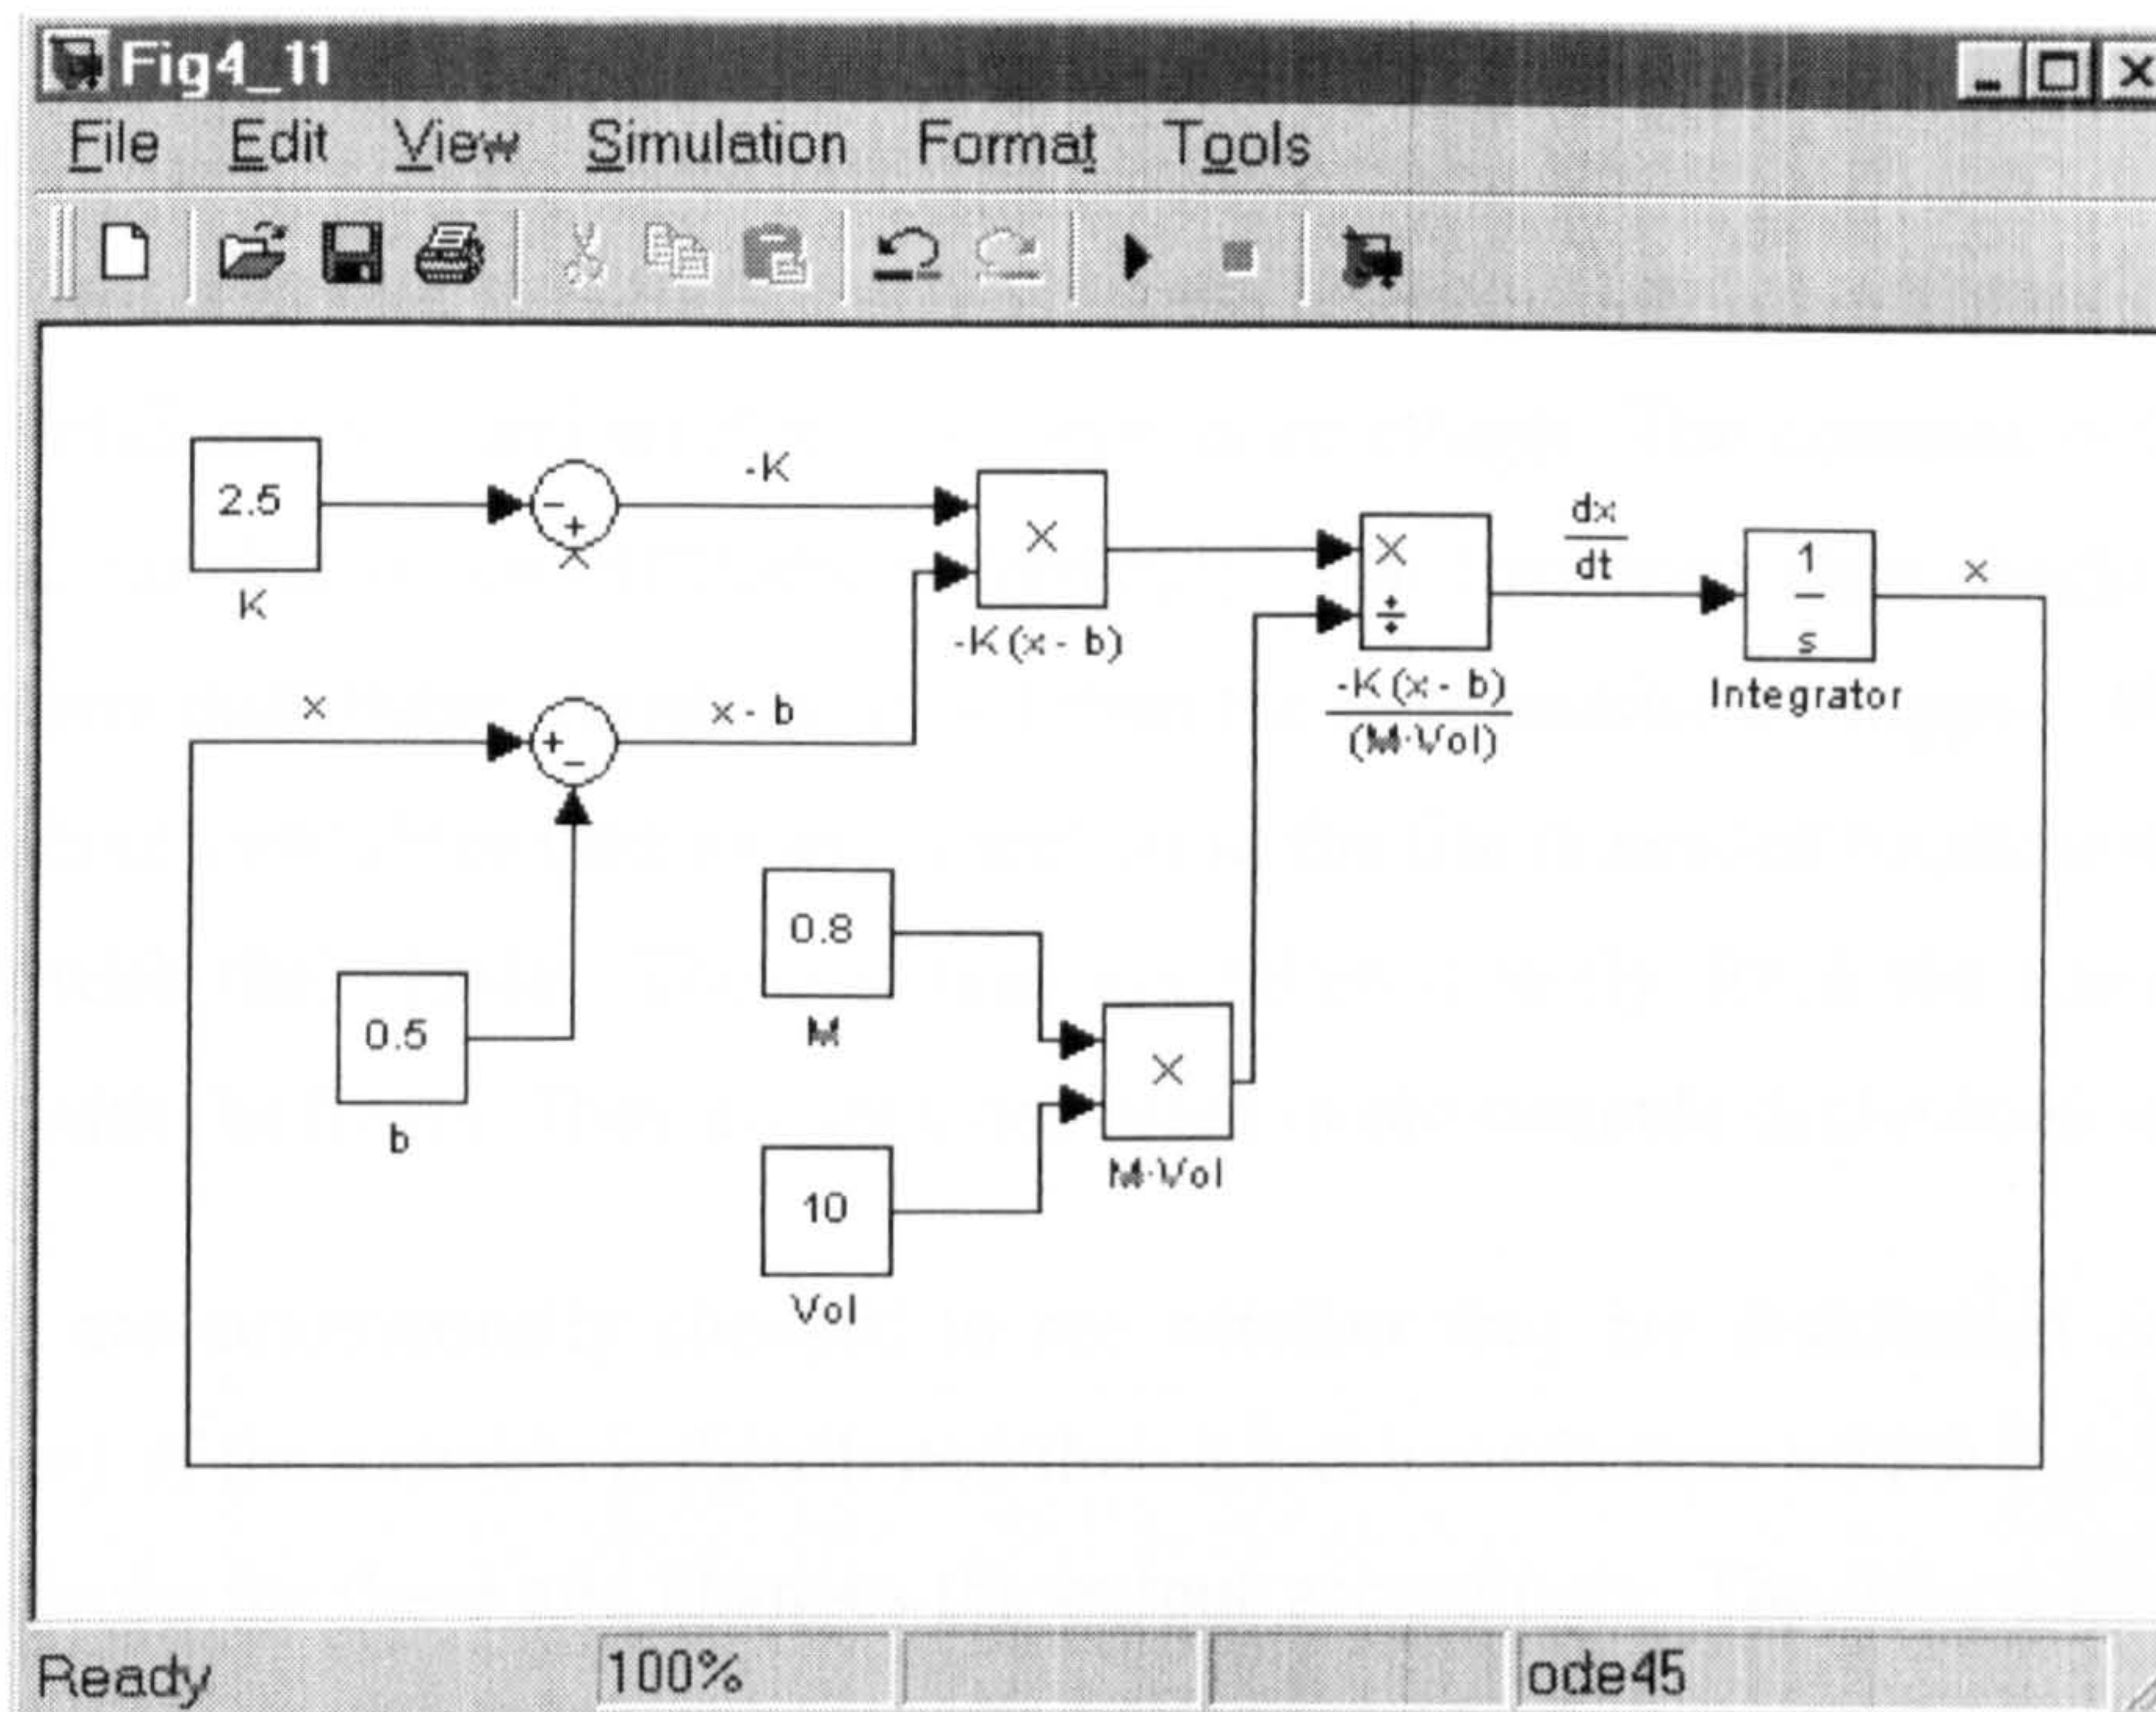 Fig4_11
File Edit View Simulation Format Tools
2.5
K
-
+
×
-K
×
-K(x - b)
×
÷
-K(x - b)
(M·Vol)
dx
dt
1
s
Integrator
x
x
+
-
x - b
0.5
b
0.8
M
10
Vol
×
M·Vol
Ready 100% ode45